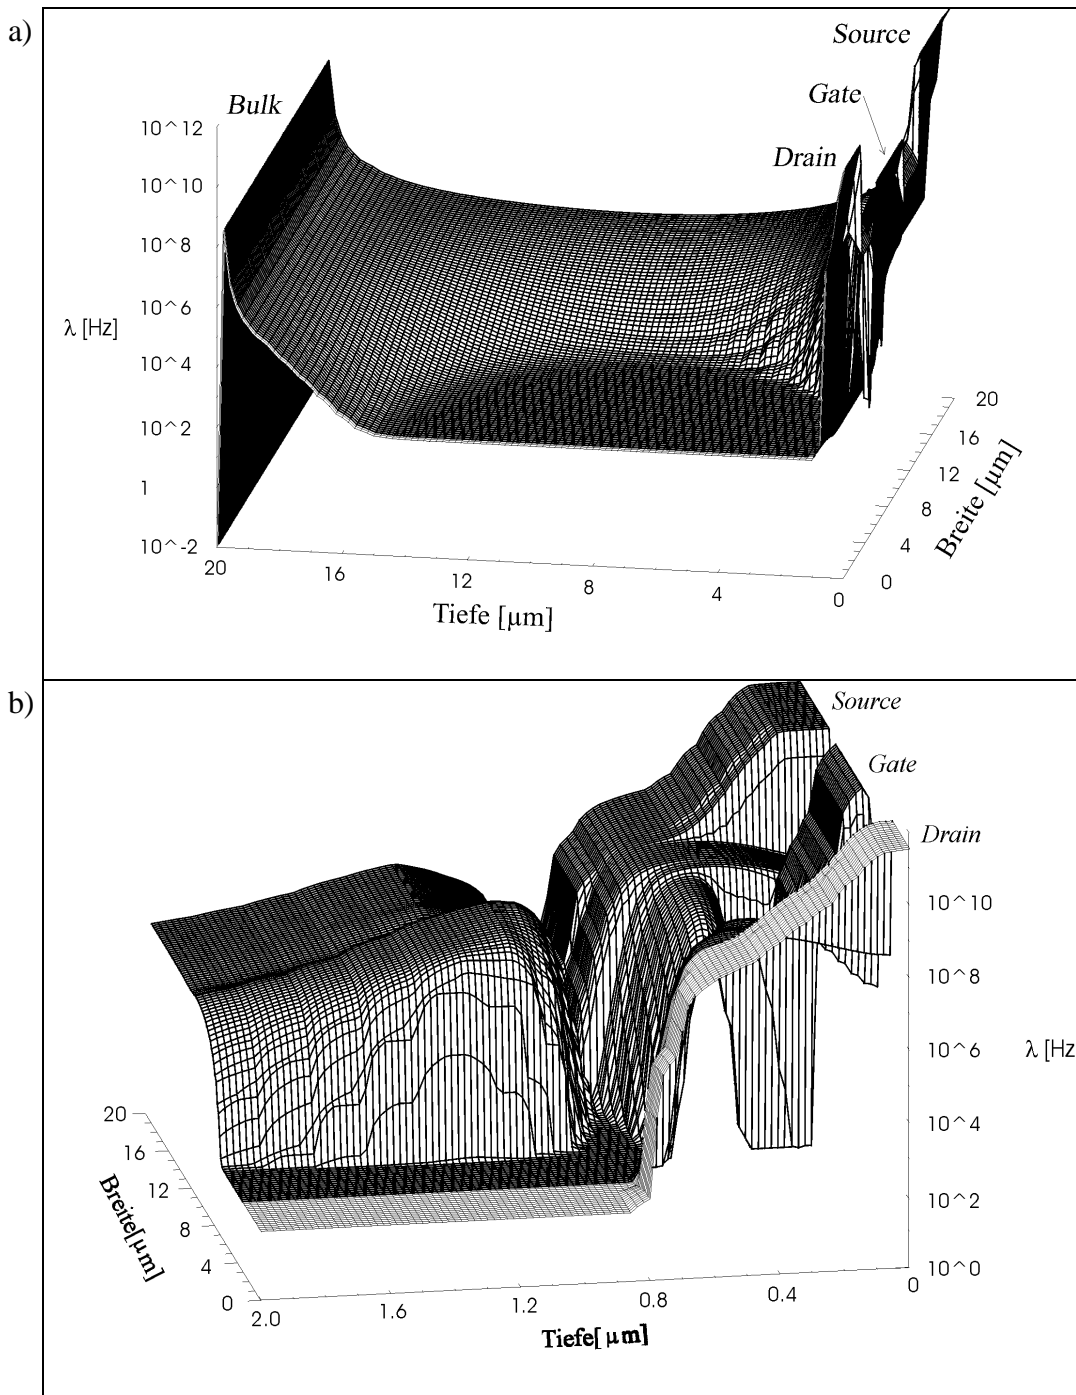 a)
Source
Gate
Bulk
Drain
10^12
10^10
10^8
10^6
λ [Hz]
10^4
10^2
1
10^-2
20
16
12
8
4
0
Tiefe [µm]
20
16
12
8
4
0
Breite [µm]
b)
Source
Gate
Drain
10^10
10^8
10^6
λ [Hz
10^4
10^2
10^0
20
16
12
8
4
0
Breite[µm]
2.0
1.6
1.2
0.8
0.4
0
Tiefe[µm]